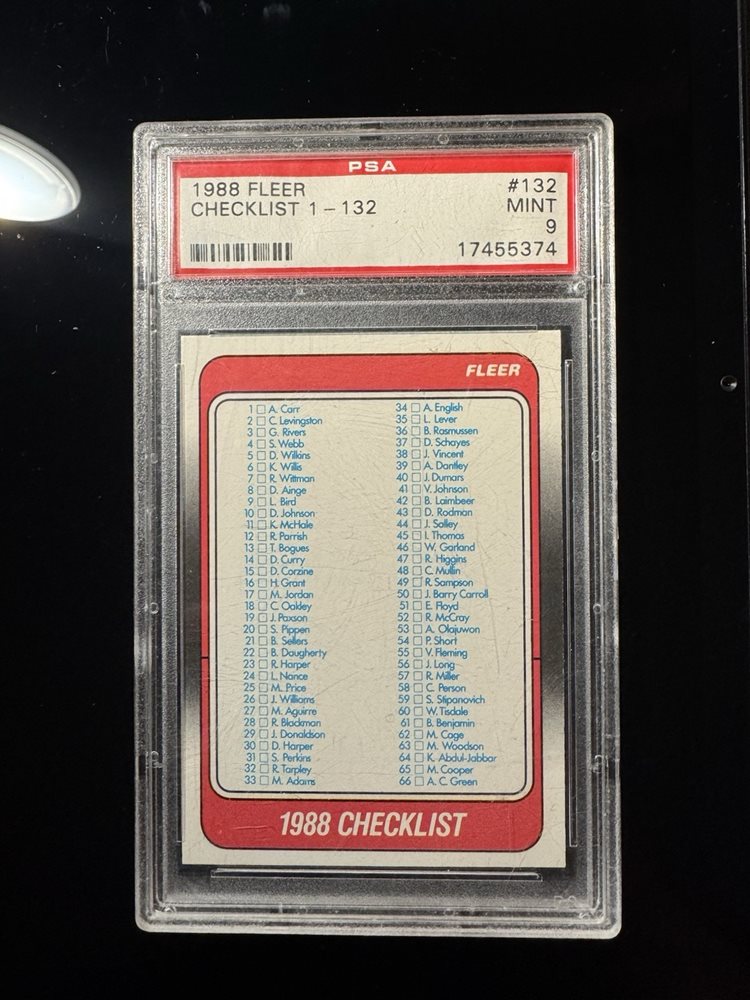 PSA
1988 FLEER #132
CHECKLIST 1-132 MINT
9
17455374
FLEER
1 A. Carr
2 C. Levingston
3 G. Rivers
4 S. Webb
5 D. Wilkins
6 K. Willis
7 R. Wittman
8 D. Ainge
9 L. Bird
10 D. Johnson
11 K. McHale
12 R. Parrish
13 T. Bogues
14 D. Curry
15 D. Corzine
16 H. Grant
17 M. Jordan
18 C. Oakley
19 J. Paxson
20 S. Pippen
21 B. Sellers
22 B. Daugherty
23 R. Harper
24 L. Nance
25 M. Price
26 J. Williams
27 M. Aguirre
28 R. Blackman
29 J. Donaldson
30 D. Harper
31 S. Perkins
32 R. Tarpley
33 M. Adams
34 A. English
35 L. Lever
36 B. Rasmussen
37 D. Schayes
38 J. Vincent
39 A. Dantley
40 J. Dumars
41 V. Johnson
42 B. Laimbeer
43 D. Rodman
44 J. Salley
45 I. Thomas
46 W. Garland
47 R. Higgins
48 C. Mullin
49 R. Sampson
50 J. Barry Carroll
51 E. Floyd
52 R. McCray
53 A. Olajuwon
54 P. Short
55 V. Fleming
56 J. Long
57 R. Miller
58 C. Person
59 S. Stipanovich
60 W. Tisdale
61 B. Benjamin
62 M. Cage
63 M. Woodson
64 K. Abdul-Jabbar
65 M. Cooper
66 A. C. Green
1988 CHECKLIST